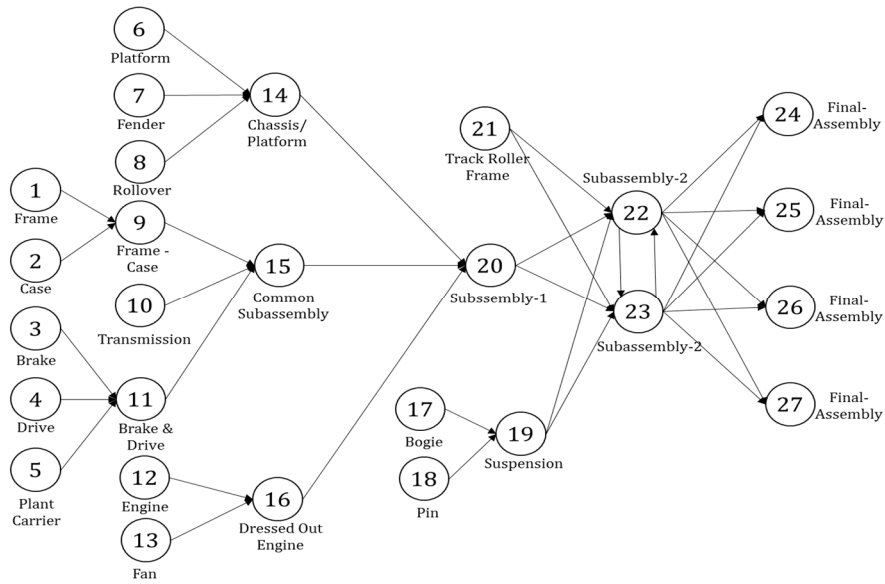 6
Platform
7
Fender
8
Rollover
14
Chassis/
Platform
1
Frame
2
Case
9
Frame -
Case
10
Transmission
15
Common
Subassembly
3
Brake
4
Drive
5
Plant
Carrier
11
Brake &
Drive
12
Engine
13
Fan
16
Dressed Out
Engine
20
Subssembly-1
17
Bogie
18
Pin
19
Suspension
21
Track Roller
Frame
Subassembly-2
22
23
Subassembly-2
24
Final-
Assembly
25
Final-
Assembly
26
Final-
Assembly
27
Final-
Assembly